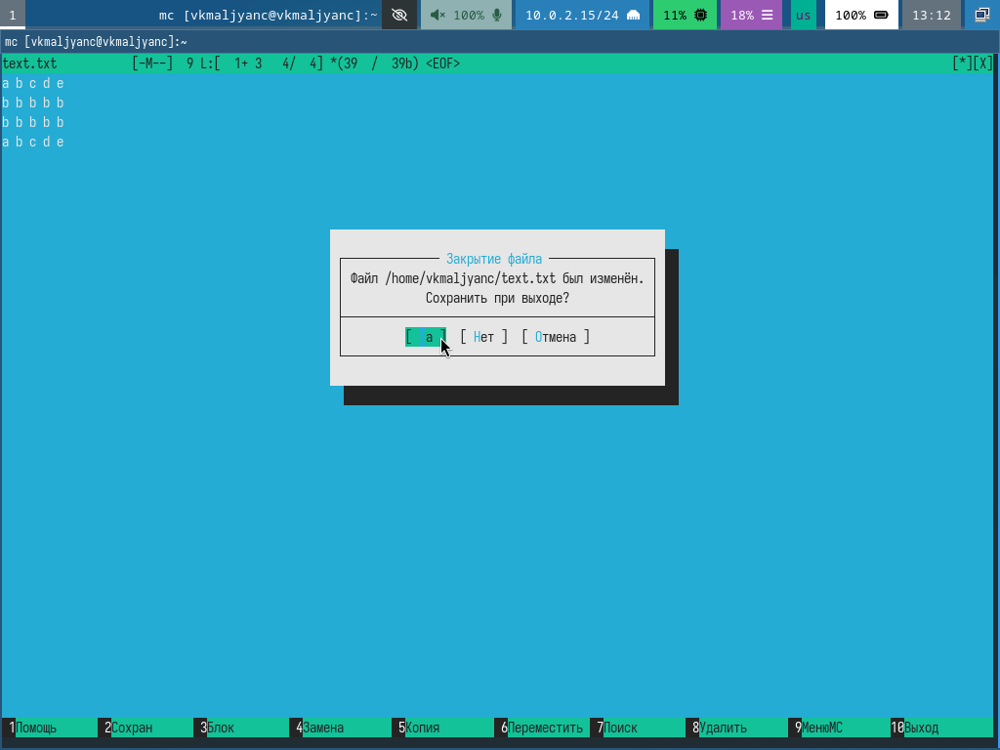 1 mc [vkmaljyanc@vkmaljyanc]:~ 100% 10.0.2.15/24 11% 18% us 100% 13:12
mc [vkmaljyanc@vkmaljyanc]:~
text.txt [-M--] 9 L:[ 1+ 3 4/ 4] *(39 / 39b) <EOF> [*][X]
a b c d e
b b b b b
b b b b b
a b c d e
Закрытие файла
Файл /home/vkmaljyanc/text.txt был изменён.
Сохранить при выходе?
[ а ] [ Нет ] [ Отмена ]
1Помощь 2Сохран 3Блок 4Замена 5Копия 6Переместить 7Поиск 8Удалить 9МенюMC 10Выход